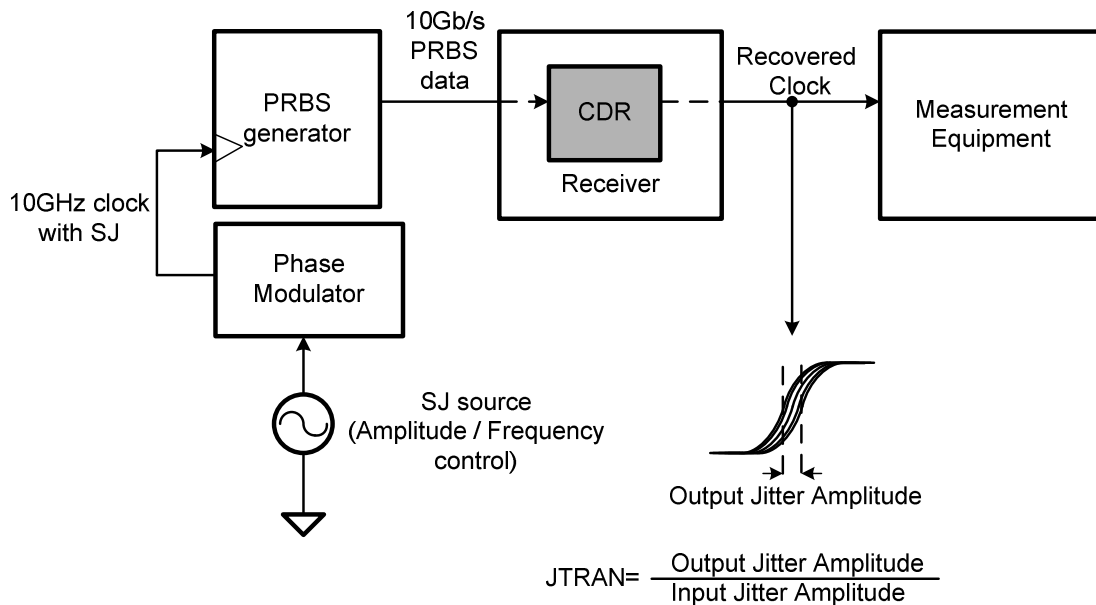 10Gb/s
PRBS
data
PRBS
generator
CDR
Receiver
Recovered
Clock
Measurement
Equipment
10GHz clock
with SJ
Phase
Modulator
SJ source
(Amplitude / Frequency
control)
Output Jitter Amplitude
JTRAN= Output Jitter Amplitude
Input Jitter Amplitude